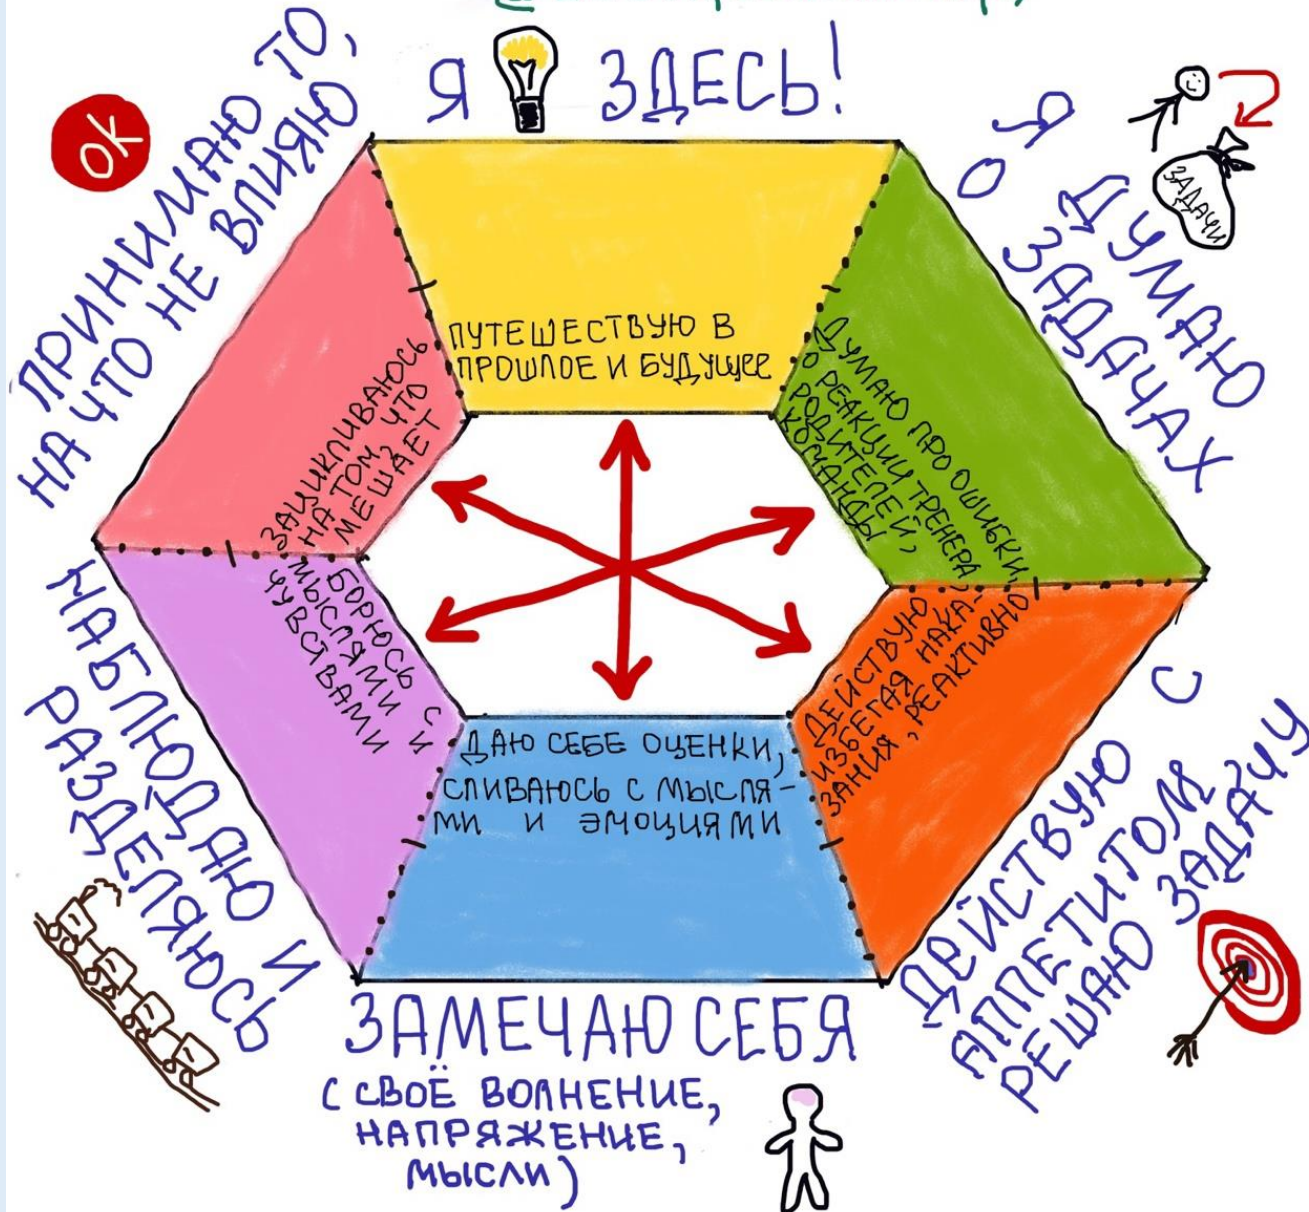 Я ЗДЕСЬ!
Я ДУМАЮ
О ЗАДАЧАХ
ЗАДАЧИ
ДЕЙСТВУЮ С
АППЕТИТОМ
РЕШАЮ ЗАДАЧУ
ЗАМЕЧАЮ СЕБЯ
(СВОЁ ВОЛНЕНИЕ,
НАПРЯЖЕНИЕ,
МЫСЛИ)
НАБЛЮДАЮ И
РАЗДЕЛЯЮСЬ
ПРИНИМАЮ ТО,
НА ЧТО НЕ ВЛИЯЮ
OK
ПУТЕШЕСТВУЮ В
ПРОШЛОЕ И БУДУЩЕЕ
ДУМАЮ ПРО ОШИБКИ,
О РЕАКЦИИ ТРЕНЕРА,
РОДИТЕЛЕЙ,
КОМАНДЫ
ДЕЙСТВУЮ
ИЗБЕГАЯ НАКА-
ЗАНИЯ, РЕАКТИВНО
ДАЮ СЕБЕ ОЦЕНКИ,
СЛИВАЮСЬ С МЫСЛЯ-
МИ И ЭМОЦИЯМИ
БОРЮСЬ С
МЫСЛЯМИ И
ЧУВСТВАМИ
ЗАЦИКЛИВАЮСЬ
НА ТОМ, ЧТО
МЕШАЕТ